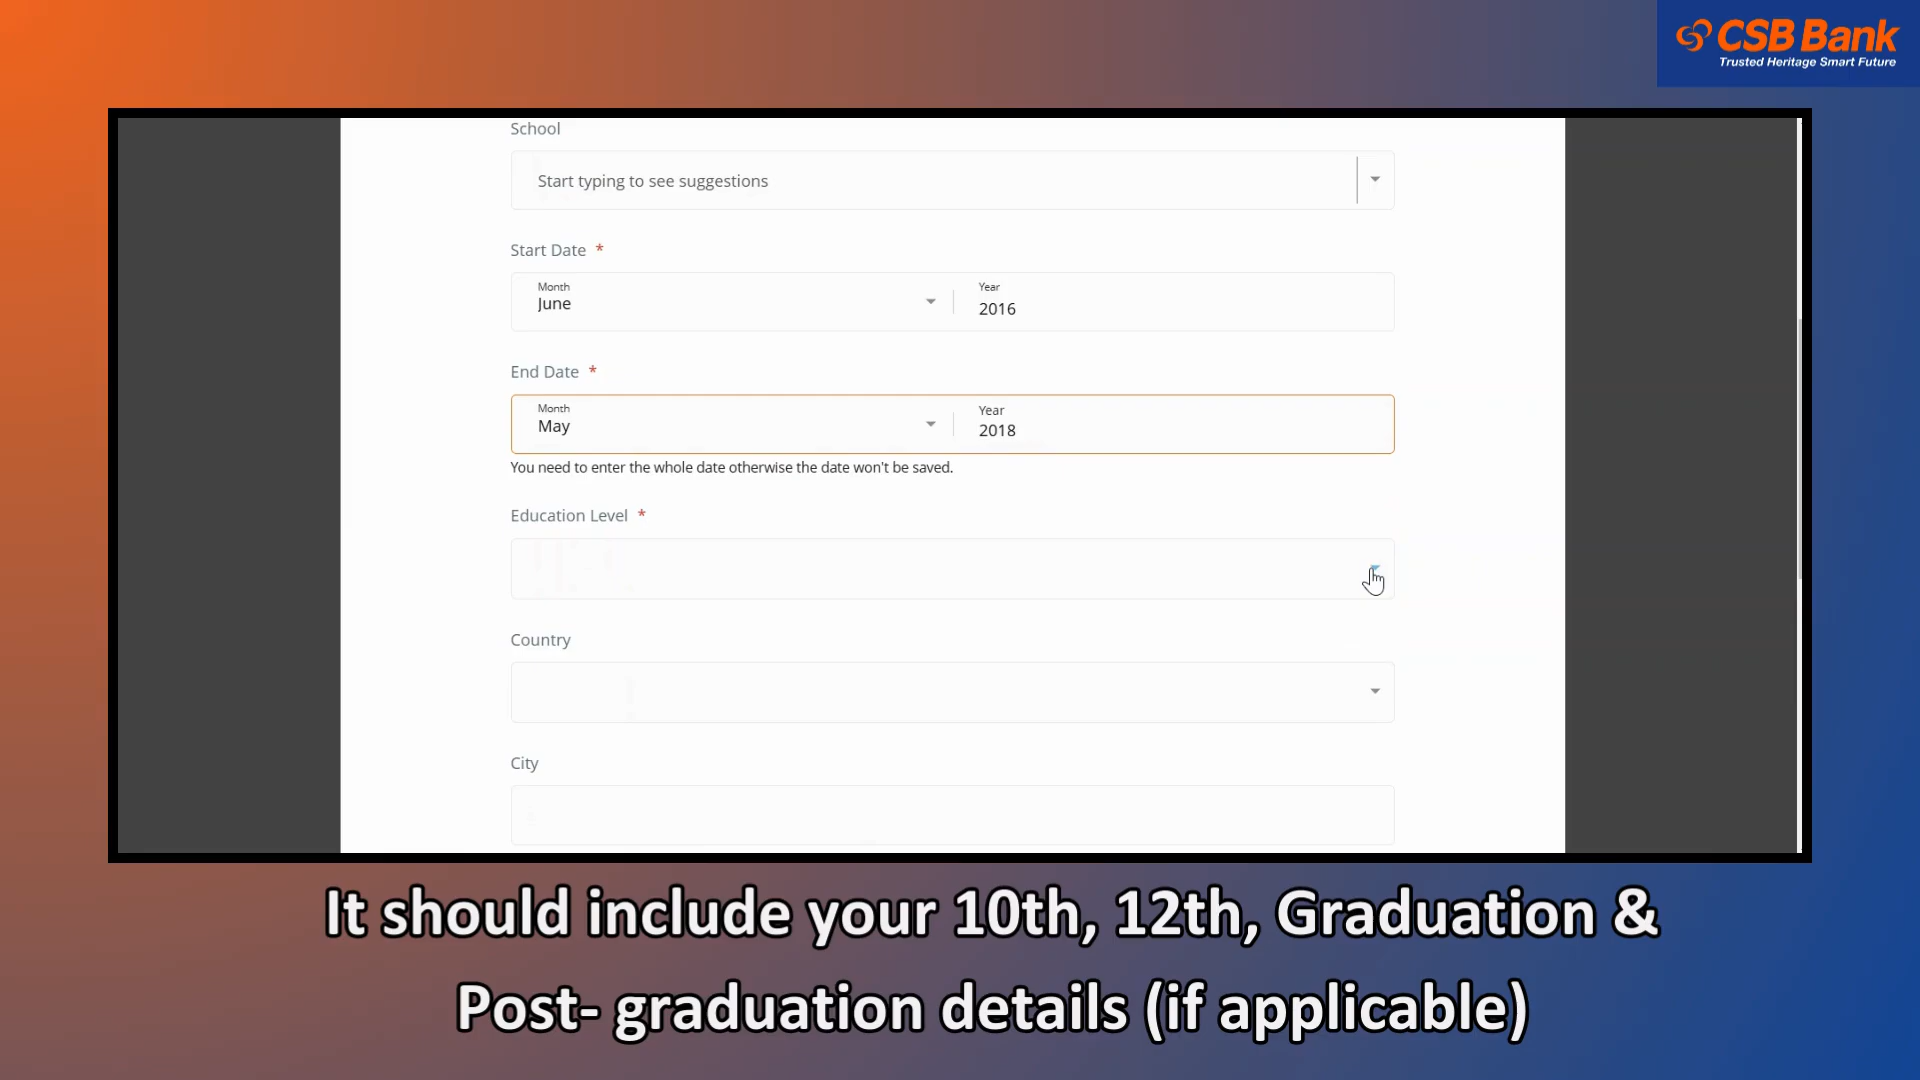 CSB Bank
Trusted Heritage Smart Future
School
Start typing to see suggestions
Start Date *
Month
June
Year
2016
End Date *
Month
May
Year
2018
You need to enter the whole date otherwise the date won't be saved.
Education Level *
Country
City
It should include your 10th, 12th, Graduation &
Post- graduation details (if applicable)